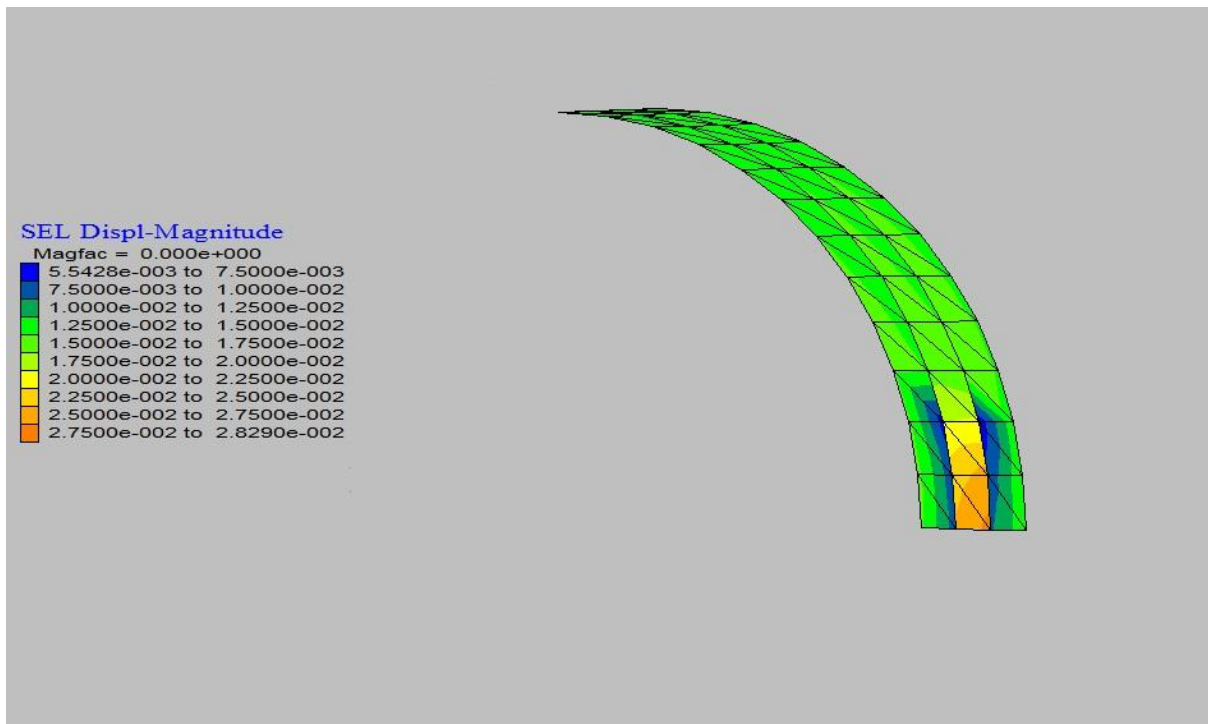 SEL Displ-Magnitude
Magfac = 0.000e+000
5.5428e-003 to 7.5000e-003
7.5000e-003 to 1.0000e-002
1.0000e-002 to 1.2500e-002
1.2500e-002 to 1.5000e-002
1.5000e-002 to 1.7500e-002
1.7500e-002 to 2.0000e-002
2.0000e-002 to 2.2500e-002
2.2500e-002 to 2.5000e-002
2.5000e-002 to 2.7500e-002
2.7500e-002 to 2.8290e-002